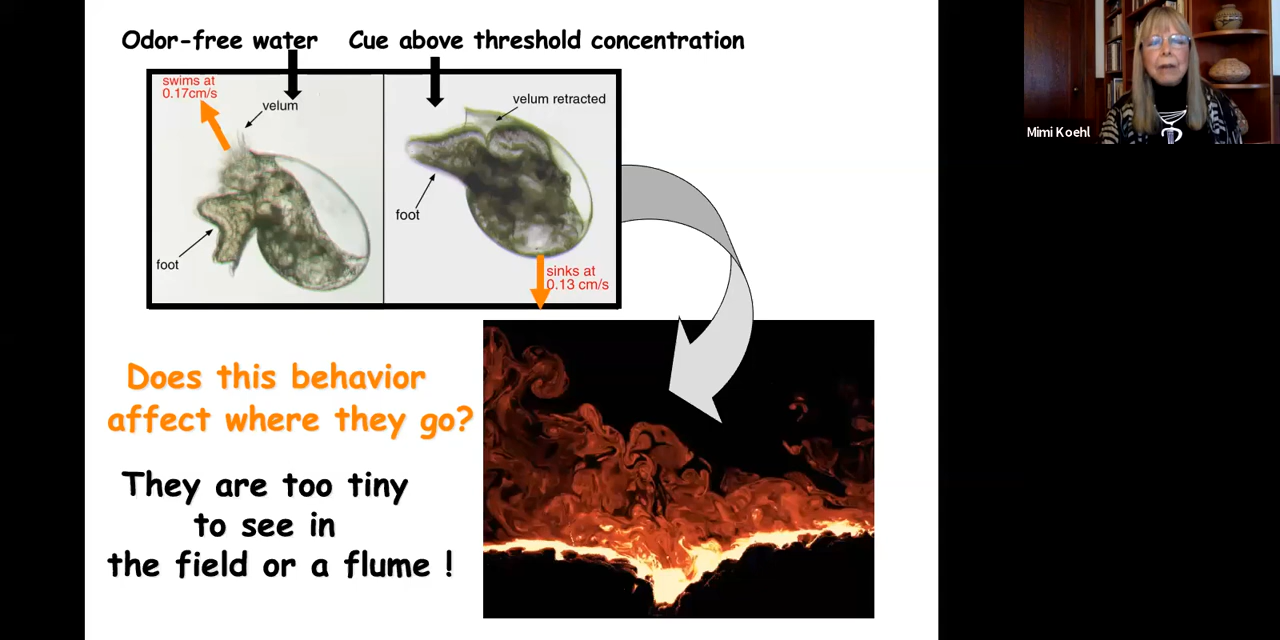 Odor-free water
Cue above threshold concentration
swims at
0.17cm/s
velum
velum retracted
foot
foot
sinks at
0.13 cm/s
Does this behavior
affect where they go?
They are too tiny
to see in
the field or a flume !
Mimi Koehl